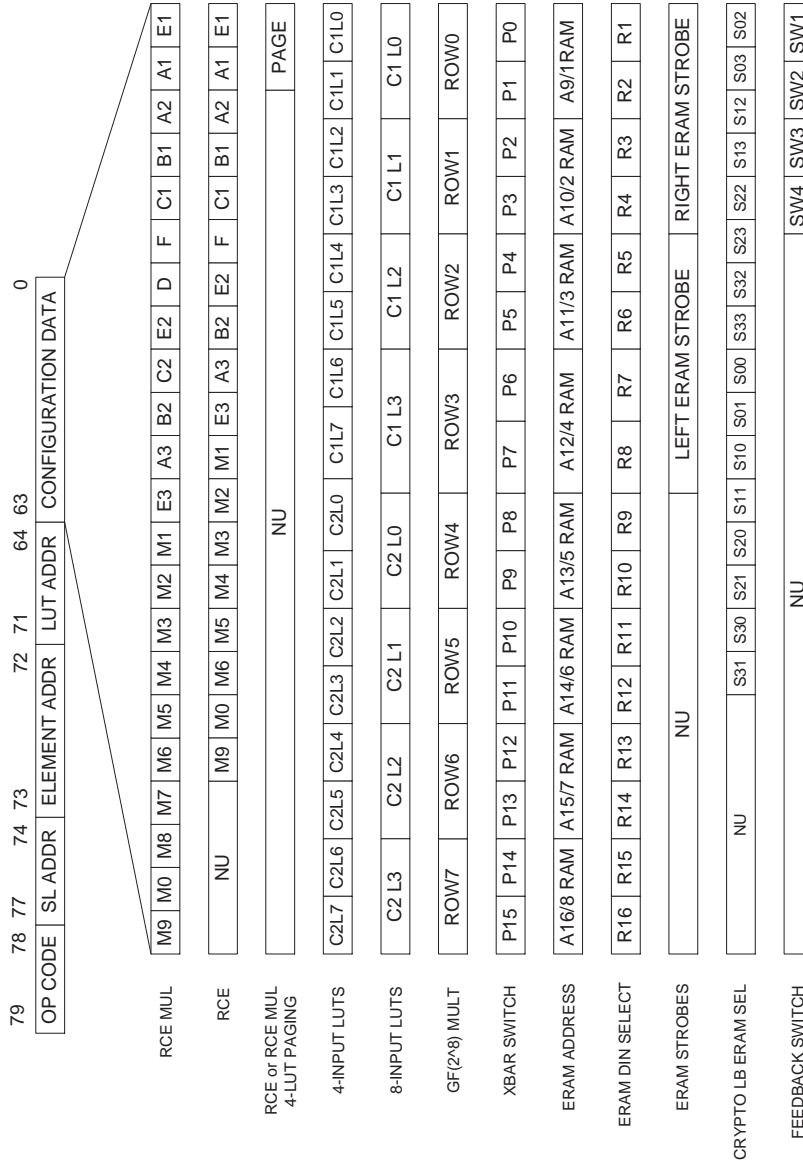 79 78 77 74 73 72 71 64 63 0
OP CODE SL ADDR ELEMENT ADDR LUT ADDR CONFIGURATION DATA
RCE MUL M9 M0 M8 M7 M6 M5 M4 M3 M2 M1 E3 A3 B2 C2 E2 D F C1 B1 A2 A1 E1
RCE NU M9 M0 M6 M5 M4 M3 M2 M1 E3 A3 B2 E2 F C1 B1 A2 A1 E1
RCE or RCE MUL
4-LUT PAGING NU PAGE
4-INPUT LUTS C2L7 C2L6 C2L5 C2L4 C2L3 C2L2 C2L1 C2L0 C1L7 C1L6 C1L5 C1L4 C1L3 C1L2 C1L1 C1L0
8-INPUT LUTS C2 L3 C2 L2 C2 L1 C2 L0 C1 L3 C1 L2 C1 L1 C1 L0
GF(2^8) MULT ROW7 ROW6 ROW5 ROW4 ROW3 ROW2 ROW1 ROW0
XBAR SWITCH P15 P14 P13 P12 P11 P10 P9 P8 P7 P6 P5 P4 P3 P2 P1 P0
ERAM ADDRESS A16/8 RAM A15/7 RAM A14/6 RAM A13/5 RAM A12/4 RAM A11/3 RAM A10/2 RAM A9/1RAM
ERAM DIN SELECT R16 R15 R14 R13 R12 R11 R10 R9 R8 R7 R6 R5 R4 R3 R2 R1
ERAM STROBES NU LEFT ERAM STROBE RIGHT ERAM STROBE
CRYPTO LB ERAM SEL NU S31 S30 S21 S20 S11 S10 S01 S00 S33 S32 S23 S22 S13 S12 S03 S02
FEEDBACK SWITCH NU SW4 SW3 SW2 SW1